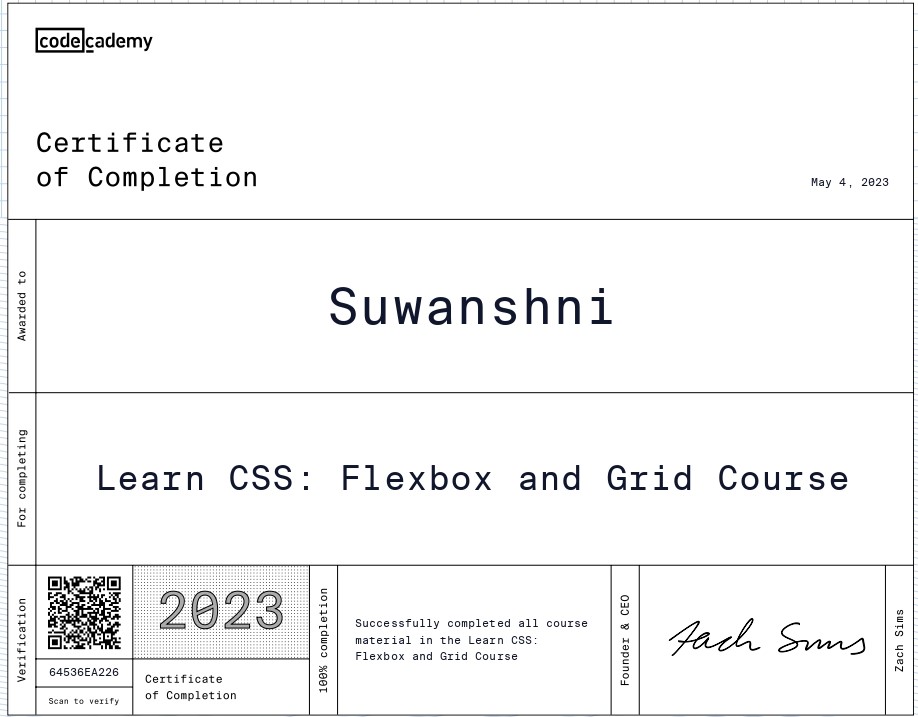 codecademy
Certificate
of Completion
May 4, 2023
Awarded to
Suwanshni
For completing
Learn CSS: Flexbox and Grid Course
Verification
64536EA226
Scan to verify
2023
Certificate
of Completion
100% completion
Successfully completed all course
material in the Learn CSS:
Flexbox and Grid Course
Founder & CEO
Zach Sims
Zach Sims